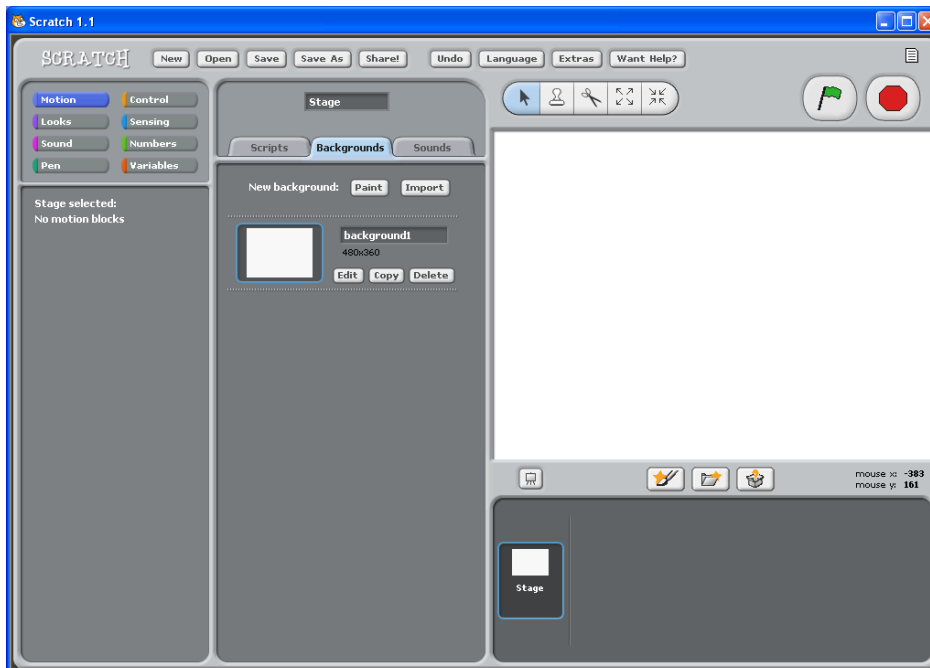 Scratch 1.1
SCRATCH New Open Save Save As Share! Undo Language Extras Want Help?
Motion Control
Looks Sensing
Sound Numbers
Pen Variables
Stage selected:
No motion blocks
Stage
Scripts Backgrounds Sounds
New background: Paint Import
background1
480x360
Edit Copy Delete
mouse x: -383
mouse y: 161
Stage